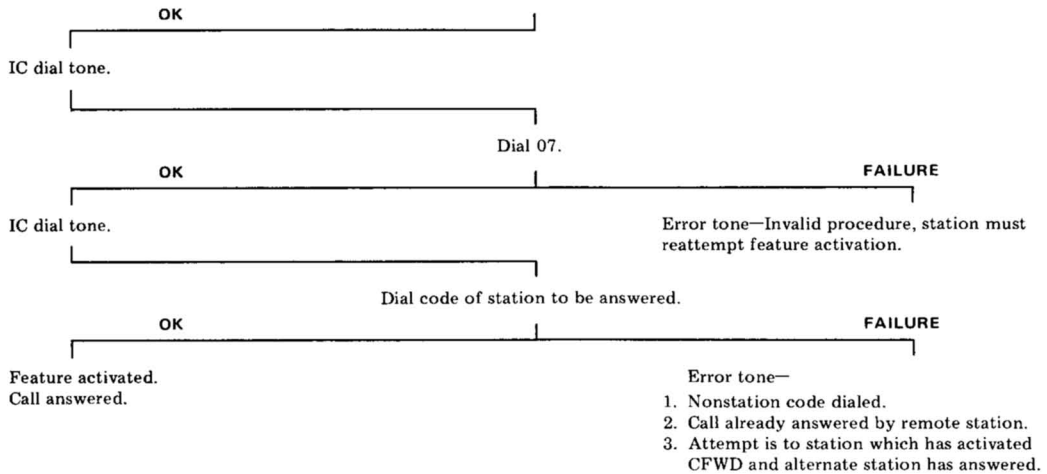 OK
IC dial tone.
Dial 07.
OK
FAILURE
IC dial tone.
Error tone—Invalid procedure, station must
reattempt feature activation.
Dial code of station to be answered.
OK
FAILURE
Feature activated.
Call answered.
Error tone—
1. Nonstation code dialed.
2. Call already answered by remote station.
3. Attempt is to station which has activated
CFWD and alternate station has answered.